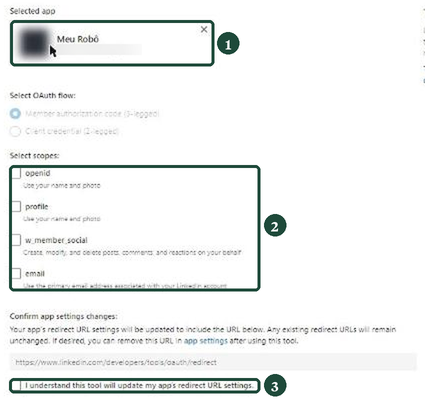 Selected app
Meu Robô
1
Select OAuth flow:
Member authorization code (3-legged)
Client credential (2-legged)
Select scopes:
openid
Use your name and photo
profile
Use your name and photo
w_member_social
Create, modify, and delete posts, comments, and reactions on your behalf
email
Use the primary email address associated with your LinkedIn account
2
Confirm app settings changes:
Your app's redirect URL settings will be updated to include the URL below. Any existing redirect URLs will remain
unchanged. If desired, you can remove this URL in app settings after using this tool.
https://www.linkedin.com/developers/tools/oauth/redirect
I understand this tool will update my app's redirect URL settings.
3